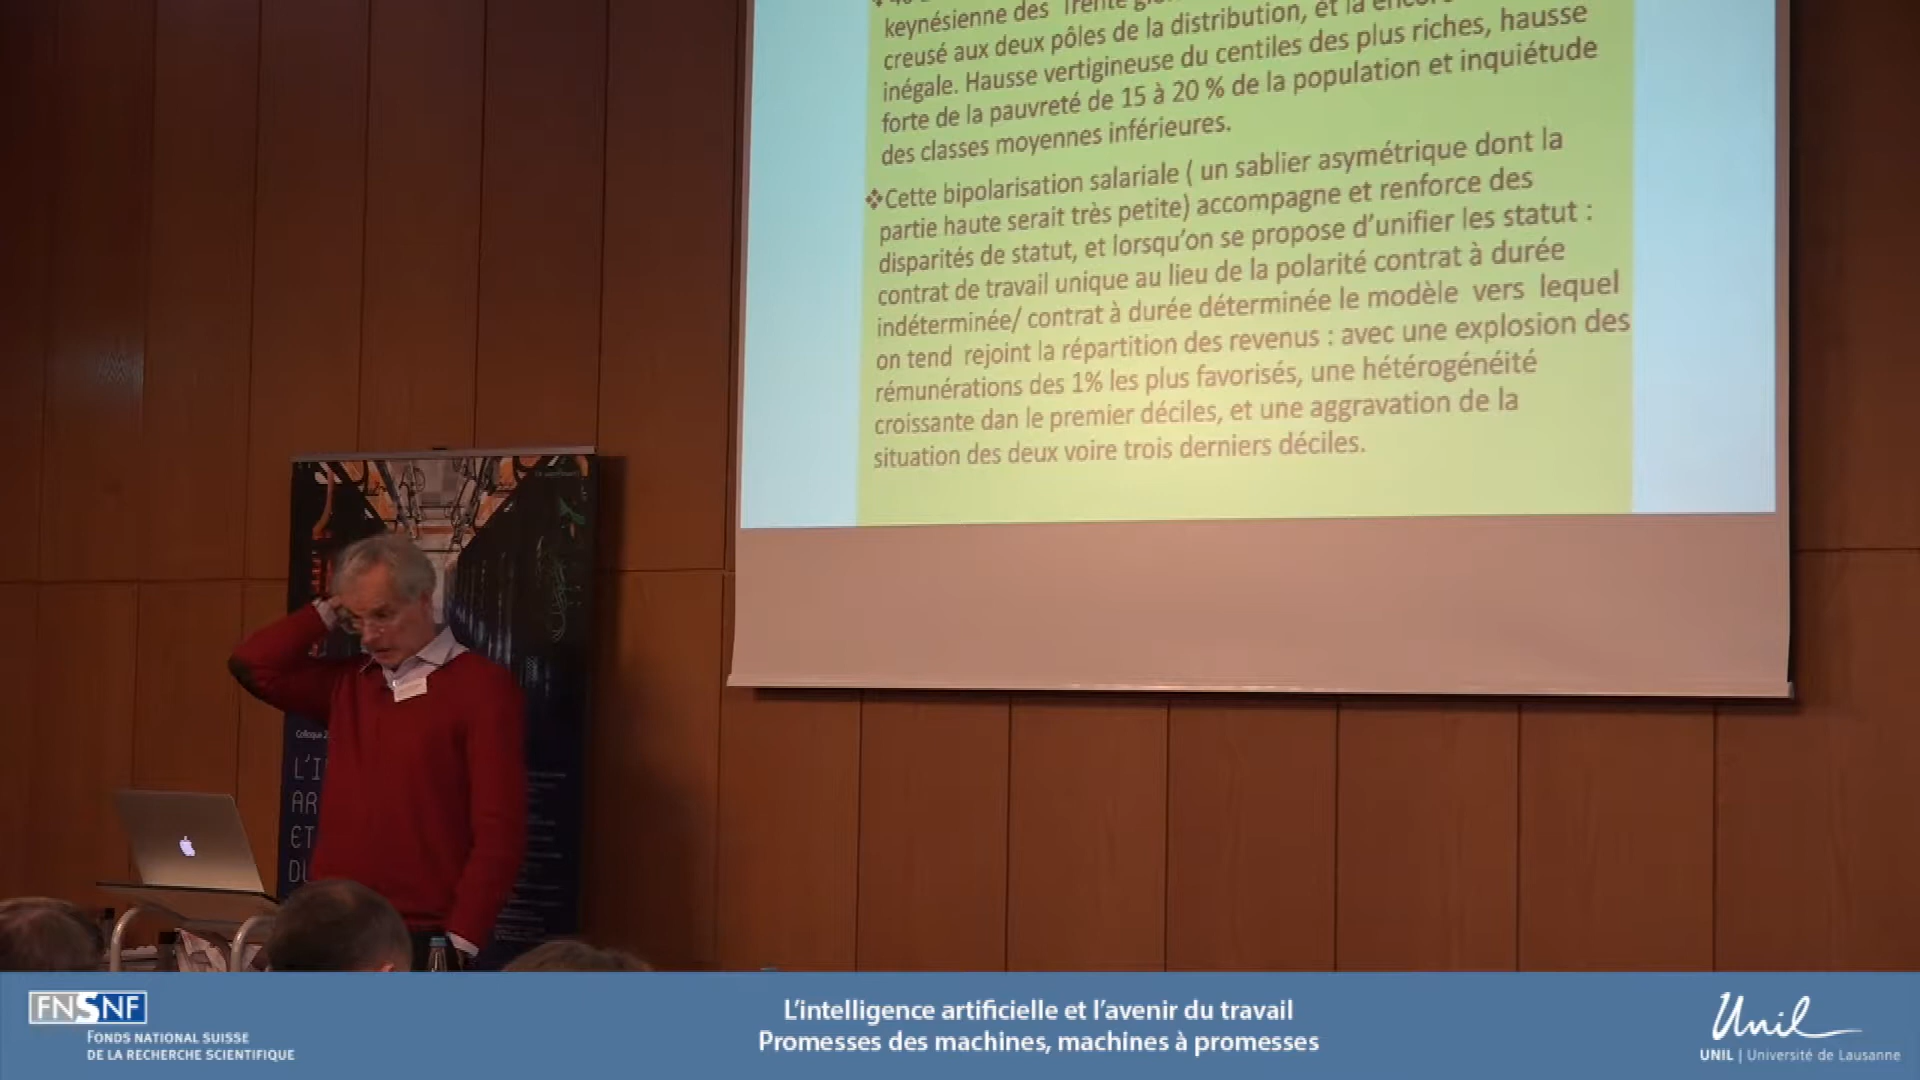 keynésienne des Trente
creusé aux deux pôles de la distribution, et là encore
inégale. Hausse vertigineuse du centiles des plus riches, hausse
forte de la pauvreté de 15 à 20 % de la population et inquiétude
des classes moyennes inférieures.
❖Cette bipolarisation salariale ( un sablier asymétrique dont la
partie haute serait très petite) accompagne et renforce des
disparités de statut, et lorsqu'on se propose d'unifier les statut :
contrat de travail unique au lieu de la polarité contrat à durée
indéterminée/ contrat à durée déterminée le modèle vers lequel
on tend rejoint la répartition des revenus : avec une explosion des
rémunérations des 1% les plus favorisés, une hétérogénéité
croissante dan le premier déciles, et une aggravation de la
situation des deux voire trois derniers déciles.
Colloque 2
L'I
AR
ET
DU
FNSNF
FONDS NATIONAL SUISSE
DE LA RECHERCHE SCIENTIFIQUE
L'intelligence artificielle et l'avenir du travail
Promesses des machines, machines à promesses
Unil
UNIL | Université de Lausanne